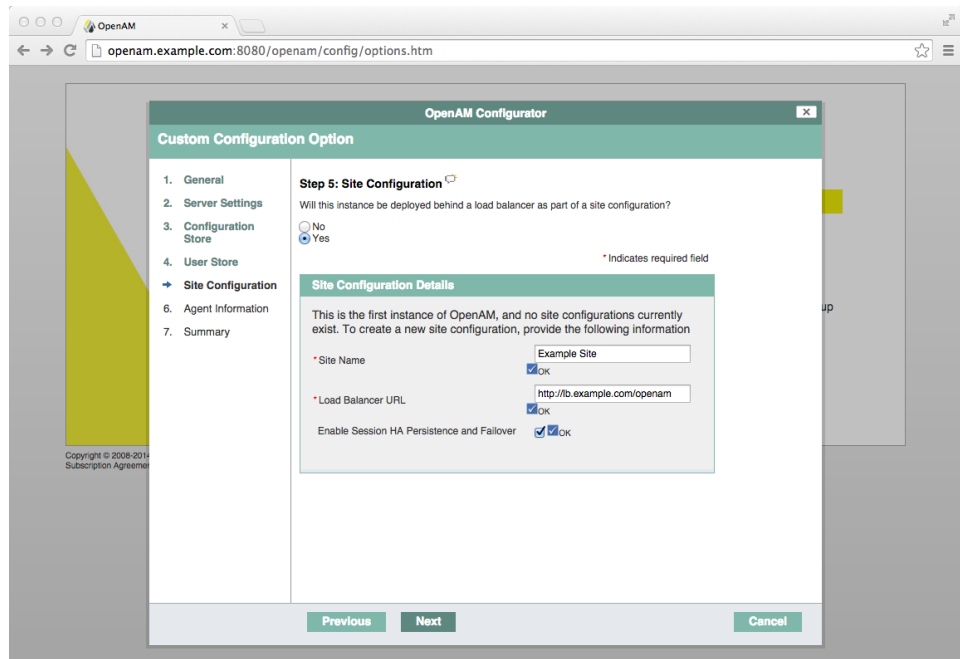 OpenAM
openam.example.com:8080/openam/config/options.htm
OpenAM Configurator
Custom Configuration Option
1. General
2. Server Settings
3. Configuration
Store
4. User Store
Site Configuration
6. Agent Information
7. Summary
Step 5: Site Configuration
Will this instance be deployed behind a load balancer as part of a site configuration?
No
Yes
* Indicates required field
Site Configuration Details
This is the first instance of OpenAM, and no site configurations currently
exist. To create a new site configuration, provide the following information
* Site Name
Example Site
OK
* Load Balancer URL
http://lb.example.com/openam
OK
Enable Session HA Persistence and Failover
OK
up
Copyright © 2008-2014
Subscription Agreemen
Previous
Next
Cancel